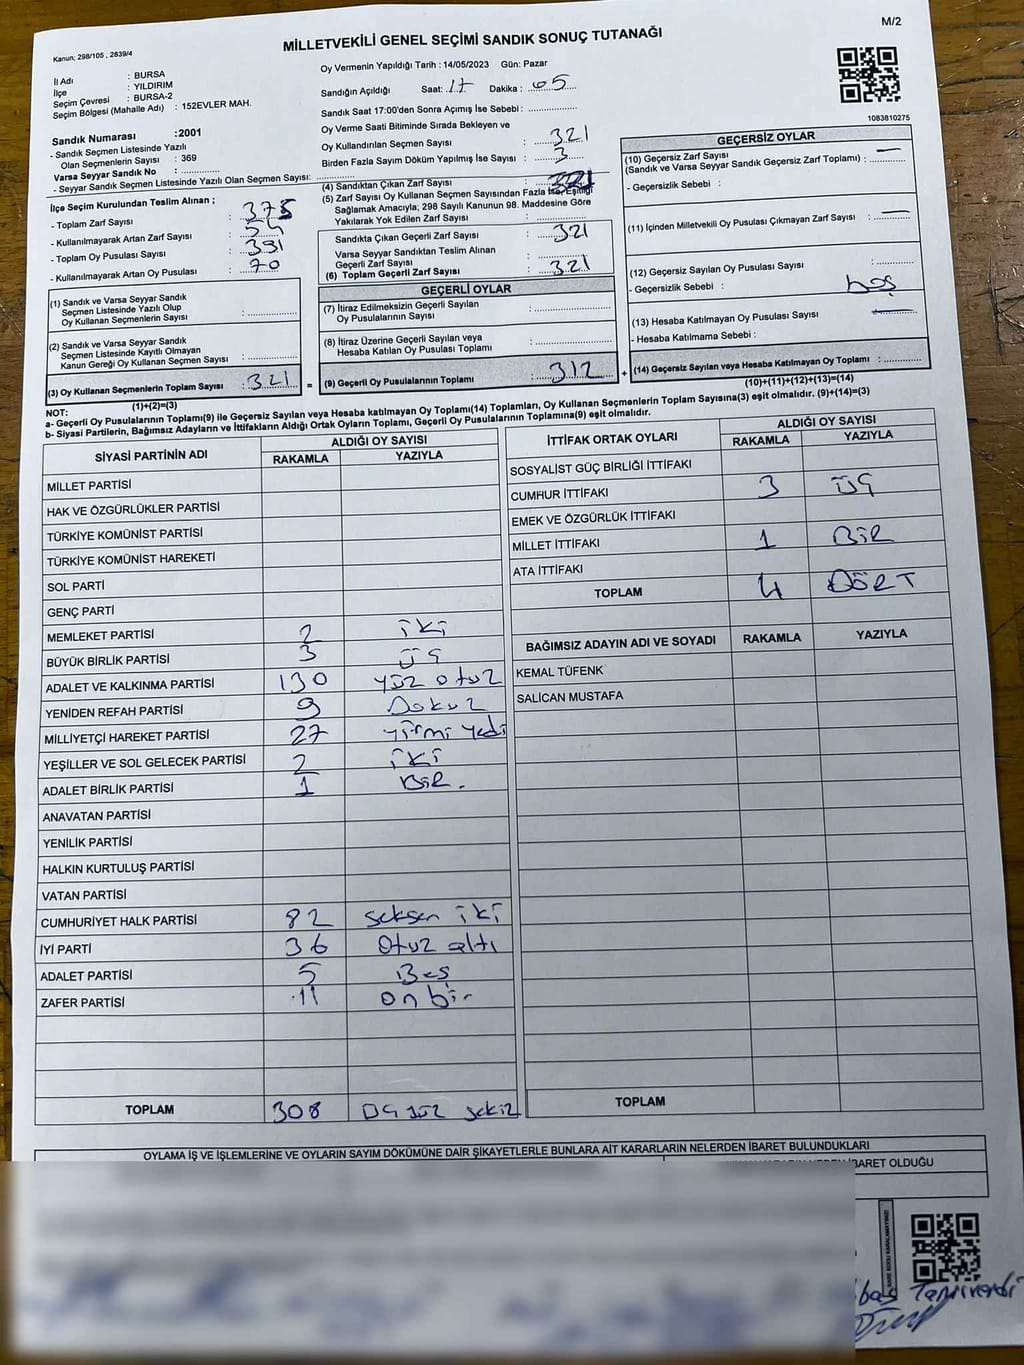 M/2
Kanun; 298/105 , 2839/4
MİLLETVEKİLİ GENEL SEÇİMİ SANDIK SONUÇ TUTANAĞI
İl Adı : BURSA
İlçe : YILDIRIM
Seçim Çevresi : BURSA-2
Seçim Bölgesi (Mahalle Adı) : 152EVLER MAH.
Sandık Numarası :2001
- Sandık Seçmen Listesinde Yazılı
Olan Seçmenlerin Sayısı : 369
Varsa Seyyar Sandık No :
- Seyyar Sandık Seçmen Listesinde Yazılı Olan Seçmen Sayısı:
Oy Vermenin Yapıldığı Tarih : 14/05/2023 Gün: Pazar
Sandığın Açıldığı Saat: 17 Dakika : 05
Sandık Saat 17:00'den Sonra Açımış İse Sebebi :
Oy Verme Saati Bitiminde Sırada Bekleyen ve
Oy Kullandırılan Seçmen Sayısı : 321
Birden Fazla Sayım Döküm Yapılmış İse Sayısı : 3
1083810275
İlçe Seçim Kurulundan Teslim Alınan ;
- Toplam Zarf Sayısı : 375
- Kullanılmayarak Artan Zarf Sayısı : 54
- Toplam Oy Pusulası Sayısı : 391
- Kullanılmayarak Artan Oy Pusulası : 70
(4) Sandıktan Çıkan Zarf Sayısı : 321
(5) Zarf Sayısı Oy Kullanan Seçmen Sayısından Fazla İse, Eşitliği
Sağlamak Amacıyla; 298 Sayılı Kanunun 98. Maddesine Göre
Yakılarak Yok Edilen Zarf Sayısı :
Sandıkta Çıkan Geçerli Zarf Sayısı : 321
Varsa Seyyar Sandıktan Teslim Alınan
Geçerli Zarf Sayısı :
(6) Toplam Geçerli Zarf Sayısı : 321
GEÇERSİZ OYLAR
(10) Geçersiz Zarf Sayısı
(Sandık ve Varsa Seyyar Sandık Geçersiz Zarf Toplamı) : —
- Geçersizlik Sebebi :
(11) İçinden Milletvekili Oy Pusulası Çıkmayan Zarf Sayısı : —
(12) Geçersiz Sayılan Oy Pusulası Sayısı :
- Geçersizlik Sebebi : boş
(13) Hesaba Katılmayan Oy Pusulası Sayısı : —
- Hesaba Katılmama Sebebi :
(14) Geçersiz Sayılan veya Hesaba Katılmayan Oy Toplamı :
(10)+(11)+(12)+(13)=(14)
(1) Sandık ve Varsa Seyyar Sandık
Seçmen Listesinde Yazılı Olup
Oy Kullanan Seçmenlerin Sayısı :
(2) Sandık ve Varsa Seyyar Sandık
Seçmen Listesinde Kayıtlı Olmayan
Kanun Gereği Oy Kullanan Seçmen Sayısı :
(3) Oy Kullanan Seçmenlerin Toplam Sayısı : 321 =
(1)+(2)=(3)
GEÇERLİ OYLAR
(7) İtiraz Edilmeksizin Geçerli Sayılan
Oy Pusulalarının Sayısı :
(8) İtiraz Üzerine Geçerli Sayılan veya
Hesaba Katılan Oy Pusulası Toplamı :
(9) Geçerli Oy Pusulalarının Toplamı : 312 +
NOT:
a- Geçerli Oy Pusulalarının Toplamı(9) ile Geçersiz Sayılan veya Hesaba katılmayan Oy Toplamı(14) Toplamları, Oy Kullanan Seçmenlerin Toplam Sayısına(3) eşit olmalıdır. (9)+(14)=(3)
b- Siyasi Partilerin, Bağımsız Adayların ve İttifakların Aldığı Ortak Oyların Toplamı, Geçerli Oy Pusulalarının Toplamına(9) eşit olmalıdır.
SİYASİ PARTİNİN ADI
ALDIĞI OY SAYISI
RAKAMLA YAZIYLA
MİLLET PARTİSİ
HAK VE ÖZGÜRLÜKLER PARTİSİ
TÜRKİYE KOMÜNİST PARTİSİ
TÜRKİYE KOMÜNİST HAREKETİ
SOL PARTİ
GENÇ PARTİ
MEMLEKET PARTİSİ 2 iki
BÜYÜK BİRLİK PARTİSİ 3 üç
ADALET VE KALKINMA PARTİSİ 130 yüz otuz
YENİDEN REFAH PARTİSİ 9 Dokuz
MİLLİYETÇİ HAREKET PARTİSİ 27 yirmi yedi
YEŞİLLER VE SOL GELECEK PARTİSİ 2 iki
ADALET BİRLİK PARTİSİ 1 BİR.
ANAVATAN PARTİSİ
YENİLİK PARTİSİ
HALKIN KURTULUŞ PARTİSİ
VATAN PARTİSİ
CUMHURİYET HALK PARTİSİ 82 seksen iki
İYİ PARTİ 36 otuz altı
ADALET PARTİSİ 5 Beş
ZAFER PARTİSİ 11 on bir
TOPLAM 308 üç yüz sekiz
İTTİFAK ORTAK OYLARI
ALDIĞI OY SAYISI
RAKAMLA YAZIYLA
SOSYALİST GÜÇ BİRLİĞİ İTTİFAKI
CUMHUR İTTİFAKI 3 üç
EMEK VE ÖZGÜRLÜK İTTİFAKI
MİLLET İTTİFAKI 1 BİR
ATA İTTİFAKI
TOPLAM 4 DÖRT
BAĞIMSIZ ADAYIN ADI VE SOYADI RAKAMLA YAZIYLA
KEMAL TÜFENK
SALİCAN MUSTAFA
TOPLAM
OYLAMA İŞ VE İŞLEMLERİNE VE OYLARIN SAYIM DÖKÜMÜNE DAİR ŞİKAYETLERLE BUNLARA AİT KARARLARIN NELERDEN İBARET BULUNDUKLARI
İBARET OLDUĞU